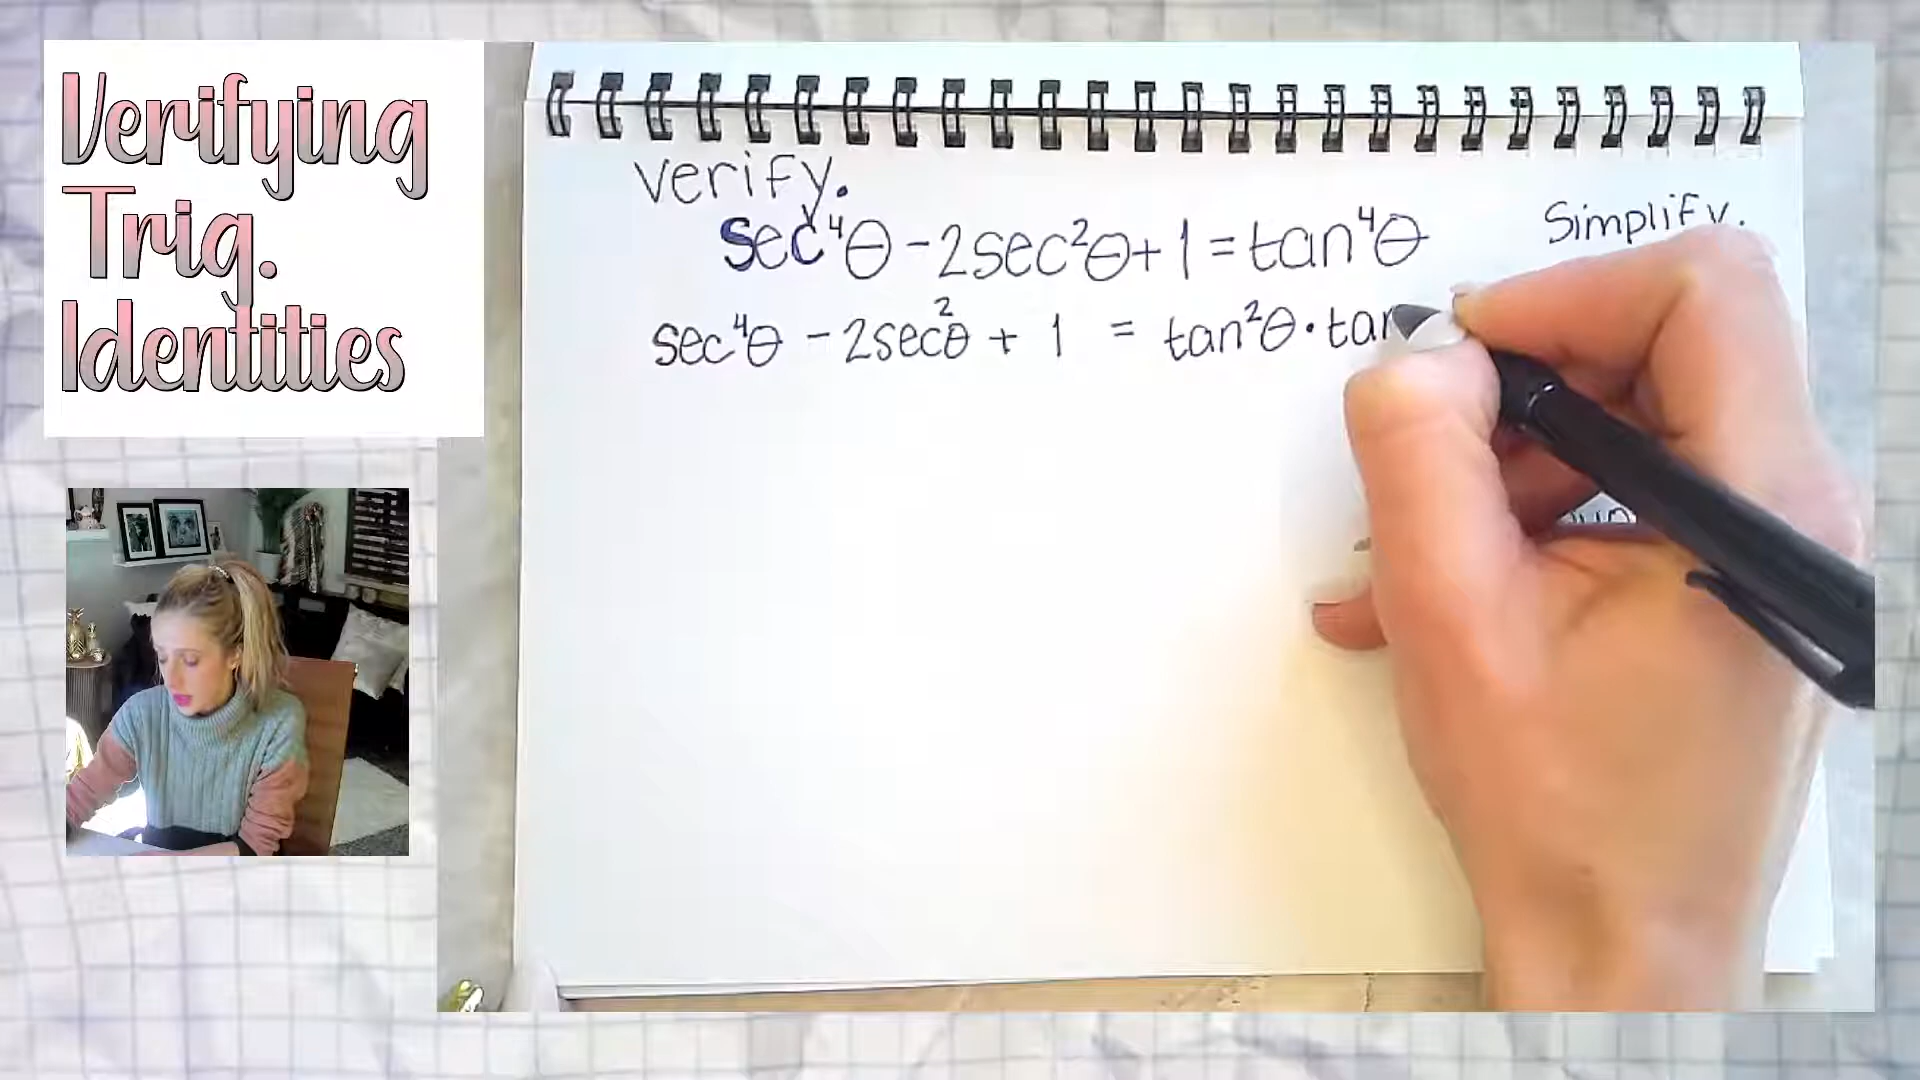 Verifying
Trig.
Identities
verify.
sec⁴θ - 2sec²θ + 1 = tan⁴θ
Simplify.
sec⁴θ - 2sec²θ + 1 = tan²θ · tan